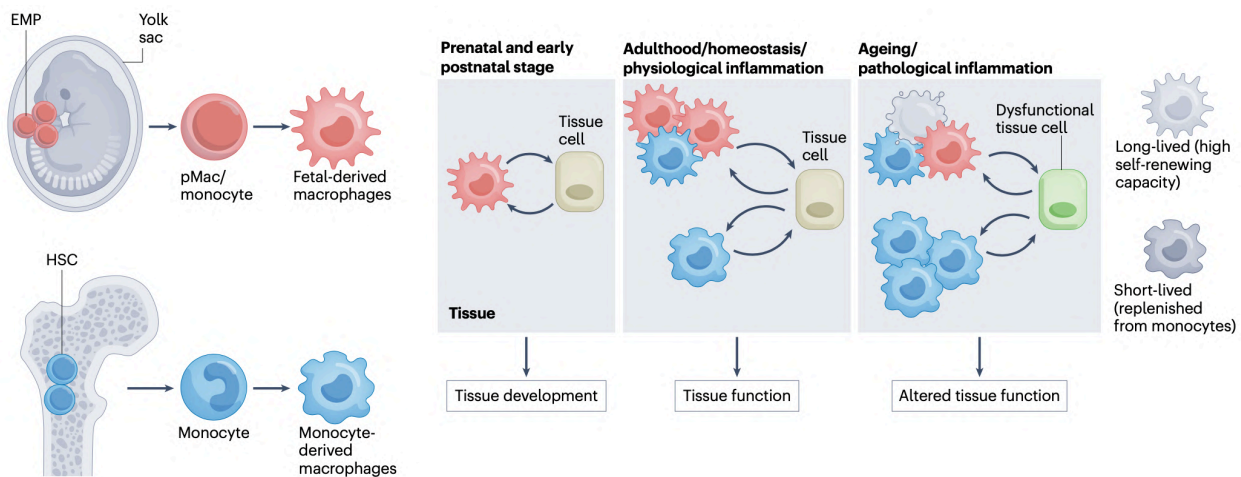 EMP
Yolk
sac
pMac/
monocyte
Fetal-derived
macrophages
HSC
Monocyte
Monocyte-
derived
macrophages
Prenatal and early
postnatal stage
Tissue
cell
Tissue
Tissue development
Adulthood/homeostasis/
physiological inflammation
Tissue
cell
Tissue function
Ageing/
pathological inflammation
Dysfunctional
tissue cell
Altered tissue function
Long-lived (high
self-renewing
capacity)
Short-lived
(replenished
from monocytes)